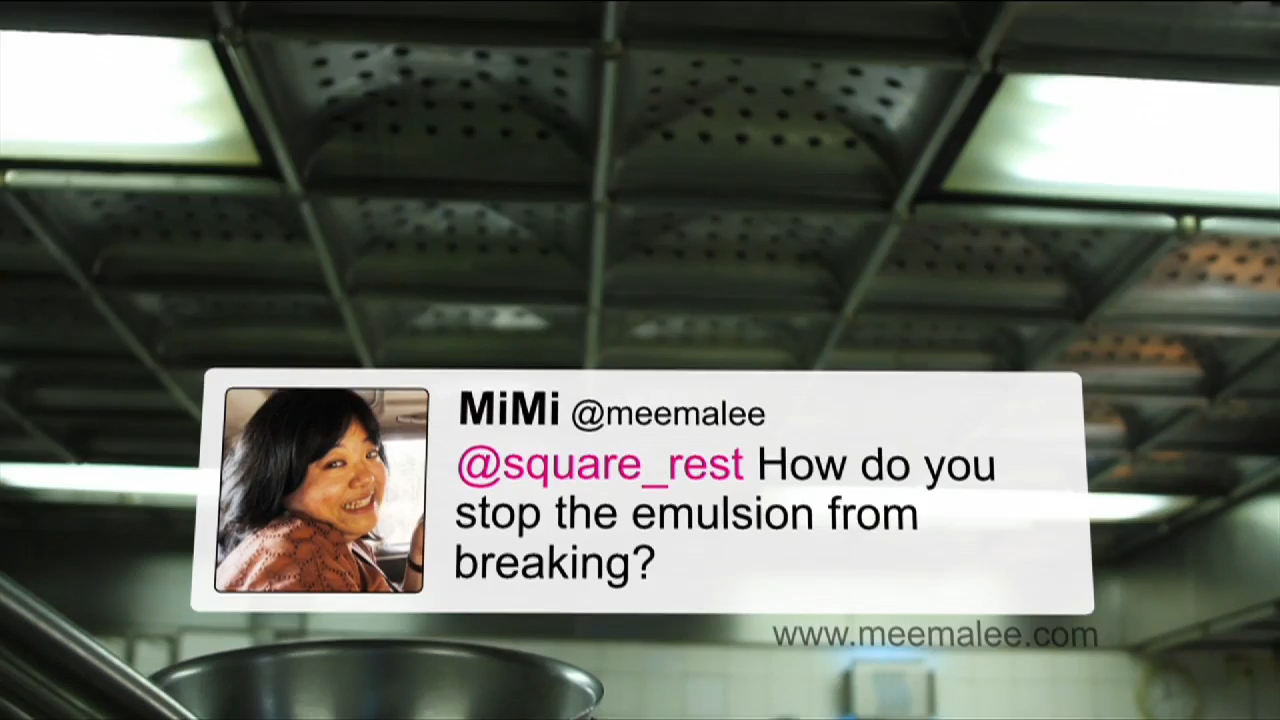 MiMi @meemalee
@square_rest How do you
stop the emulsion from
breaking?
www.meemalee.com